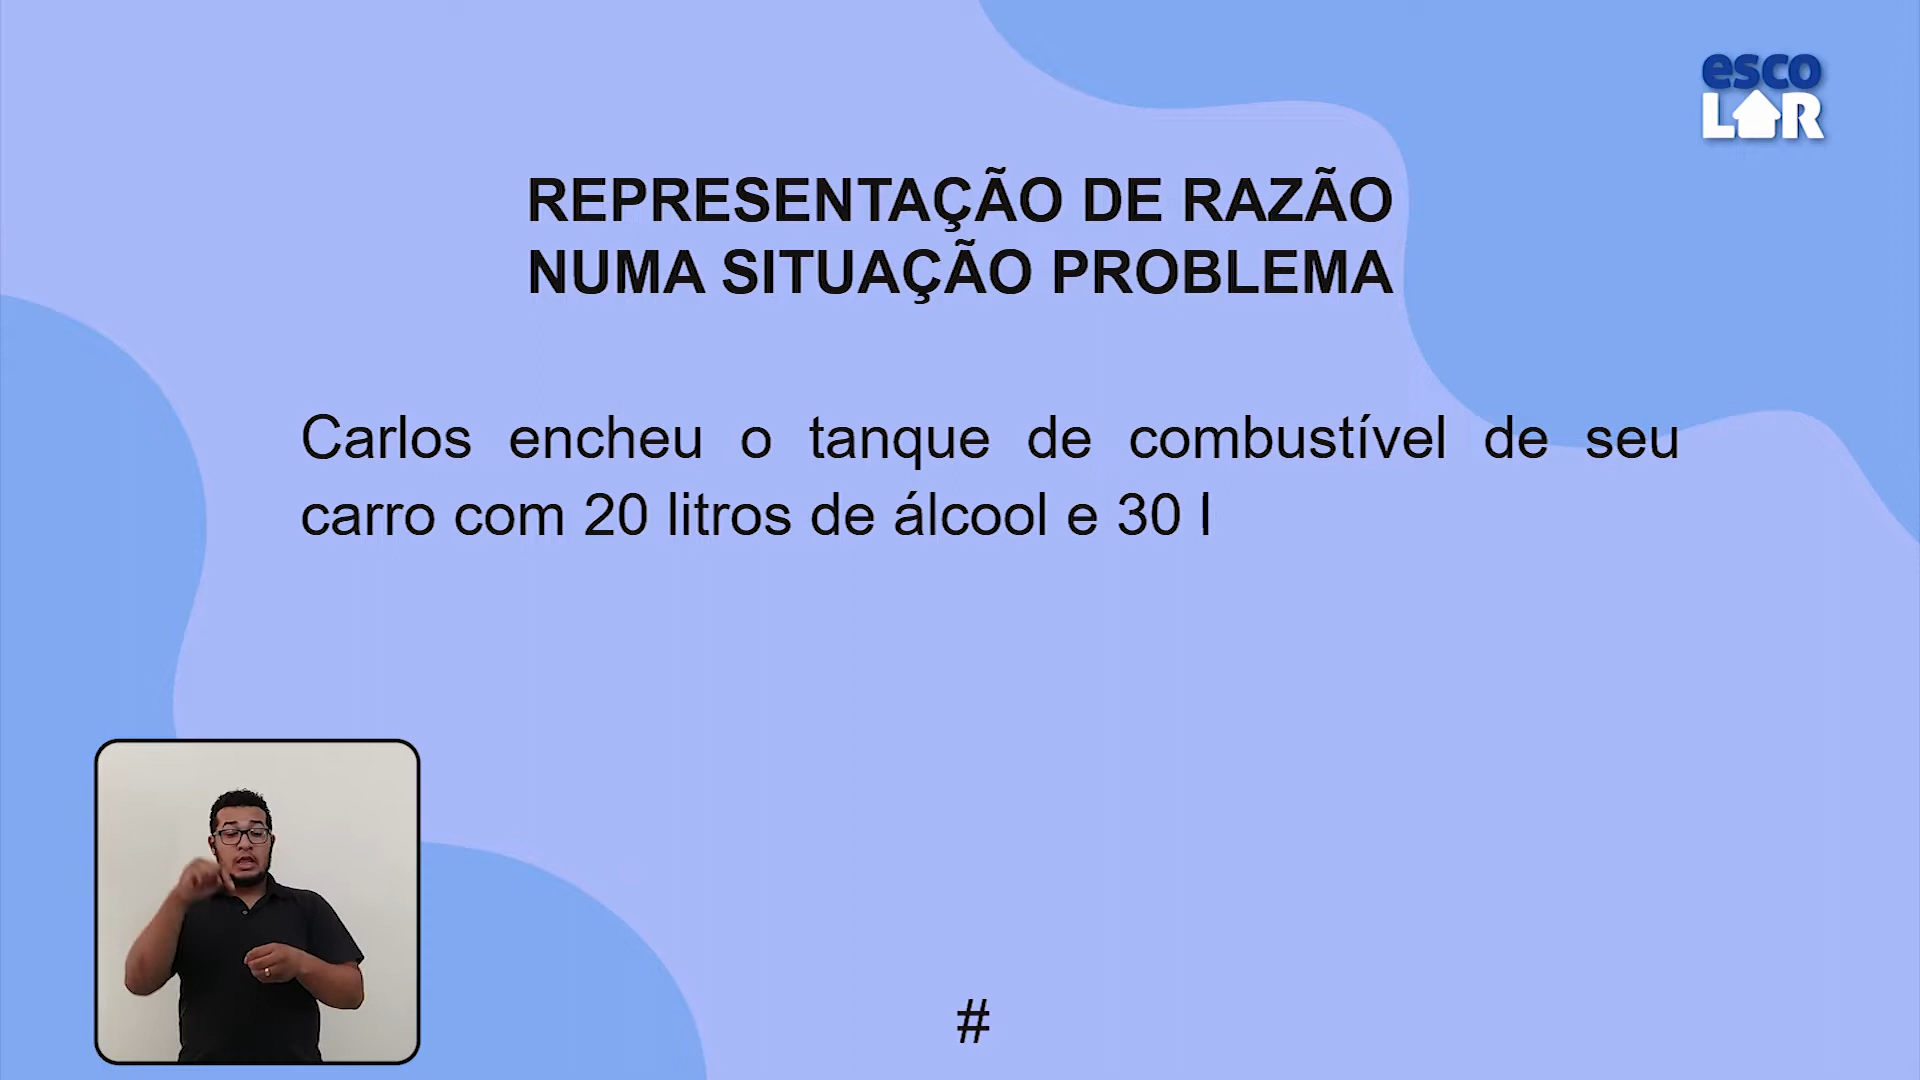 esco
LAR
REPRESENTAÇÃO DE RAZÃO
NUMA SITUAÇÃO PROBLEMA
Carlos encheu o tanque de combustível de seu
carro com 20 litros de álcool e 30 l
#